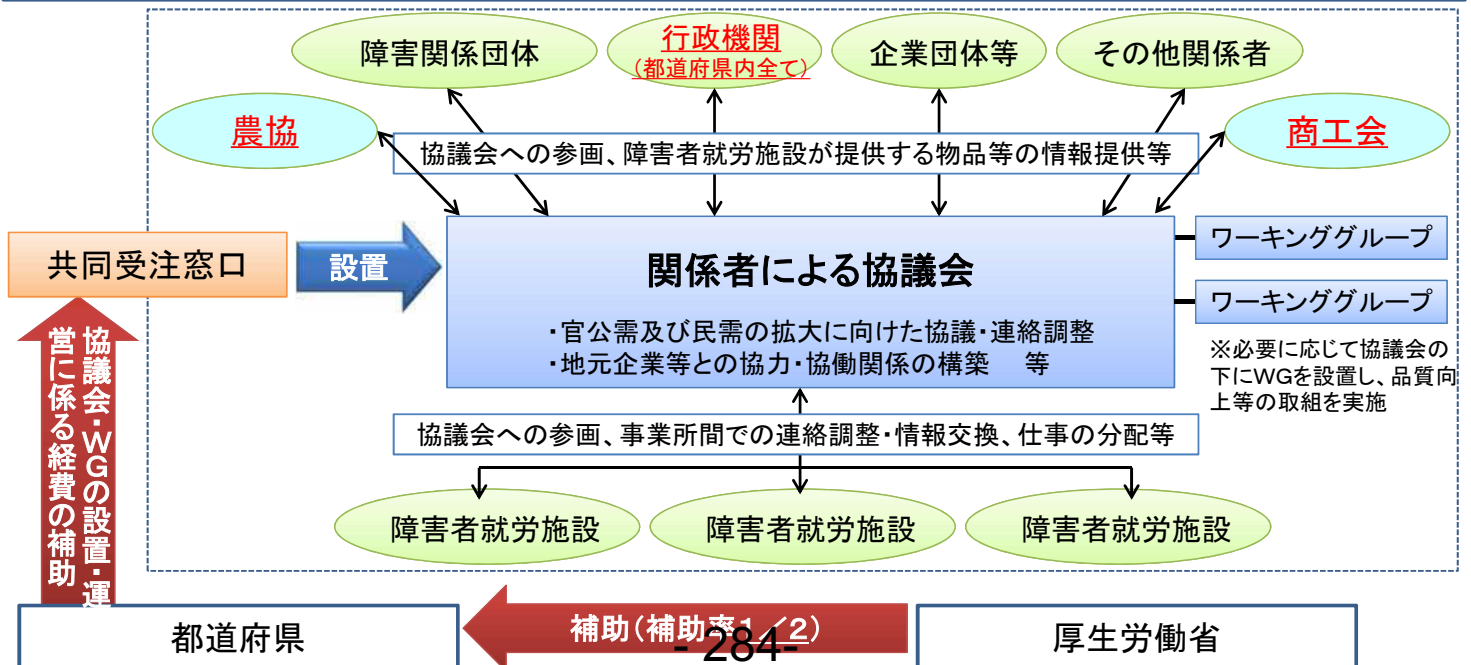 障害関係団体
行政機関
(都道府県内全て)
企業団体等
その他関係者
農協
商工会
協議会への参画、障害者就労施設が提供する物品等の情報提供等
共同受注窓口
設置
関係者による協議会
・官公需及び民需の拡大に向けた協議・連絡調整
・地元企業等との協力・協働関係の構築　等
ワーキンググループ
ワーキンググループ
※必要に応じて協議会の
下にWGを設置し、品質向
上等の取組を実施
協議会への参画、事業所間での連絡調整・情報交換、仕事の分配等
障害者就労施設
障害者就労施設
障害者就労施設
協議会・WGの設置・運
営に係る経費の補助
都道府県
補助(補助率1／2)
厚生労働省
- 284-